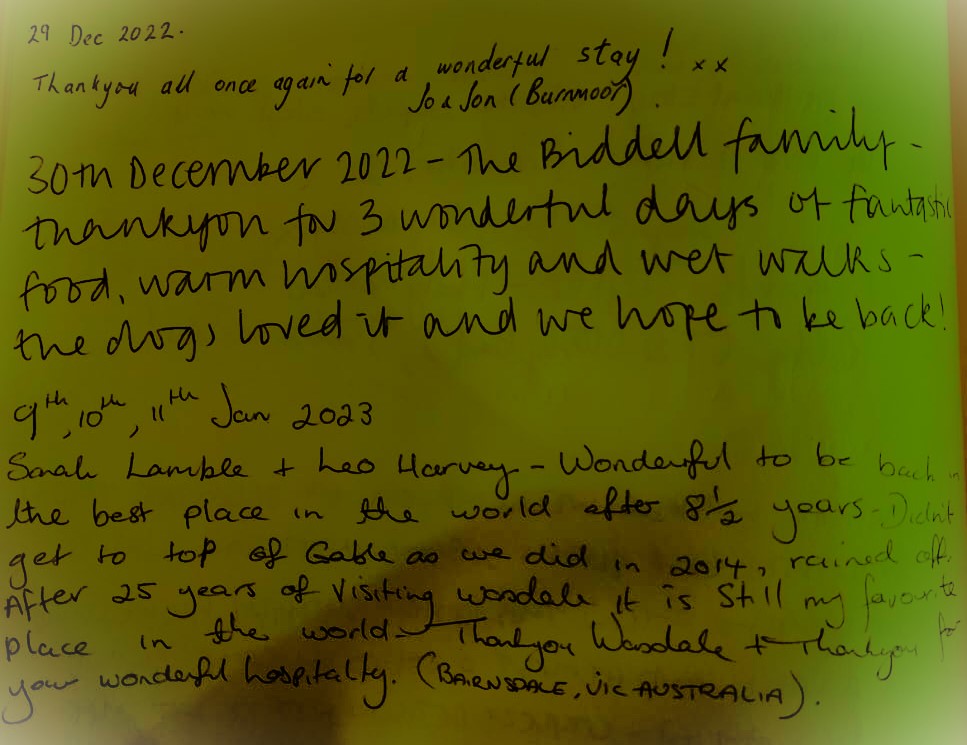 29 Dec 2022.
Thankyou all once again for a wonderful stay! xx
Jo & Jon (Burnmoor).
30th December 2022 - The Biddell family -
thankyou for 3 wonderful days of fantastic
food, warm hospitality and wet walks -
the dogs loved it and we hope to be back!
9th, 10th, 11th Jan 2023
Sarah Lamble + Leo Harvey - Wonderful to be back in
the best place in the world after 8½ years - Didn't
get to top of Gable as we did in 2014, rained off.
After 25 years of visiting Wasdale it is still my favourite
place in the world - Thankyou Wasdale + Thankyou for
your wonderful hospitalty. (BAIRNSDALE, VIC AUSTRALIA).